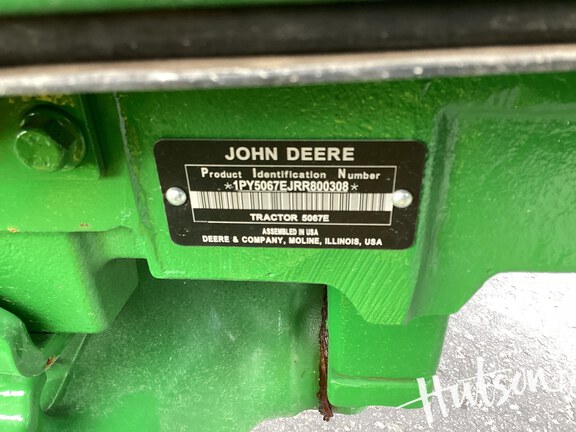 JOHN DEERE
Product Identification Number
*1PY5067EJRR800308*
TRACTOR 5067E
ASSEMBLED IN USA
DEERE & COMPANY, MOLINE, ILLINOIS, USA
Hutson